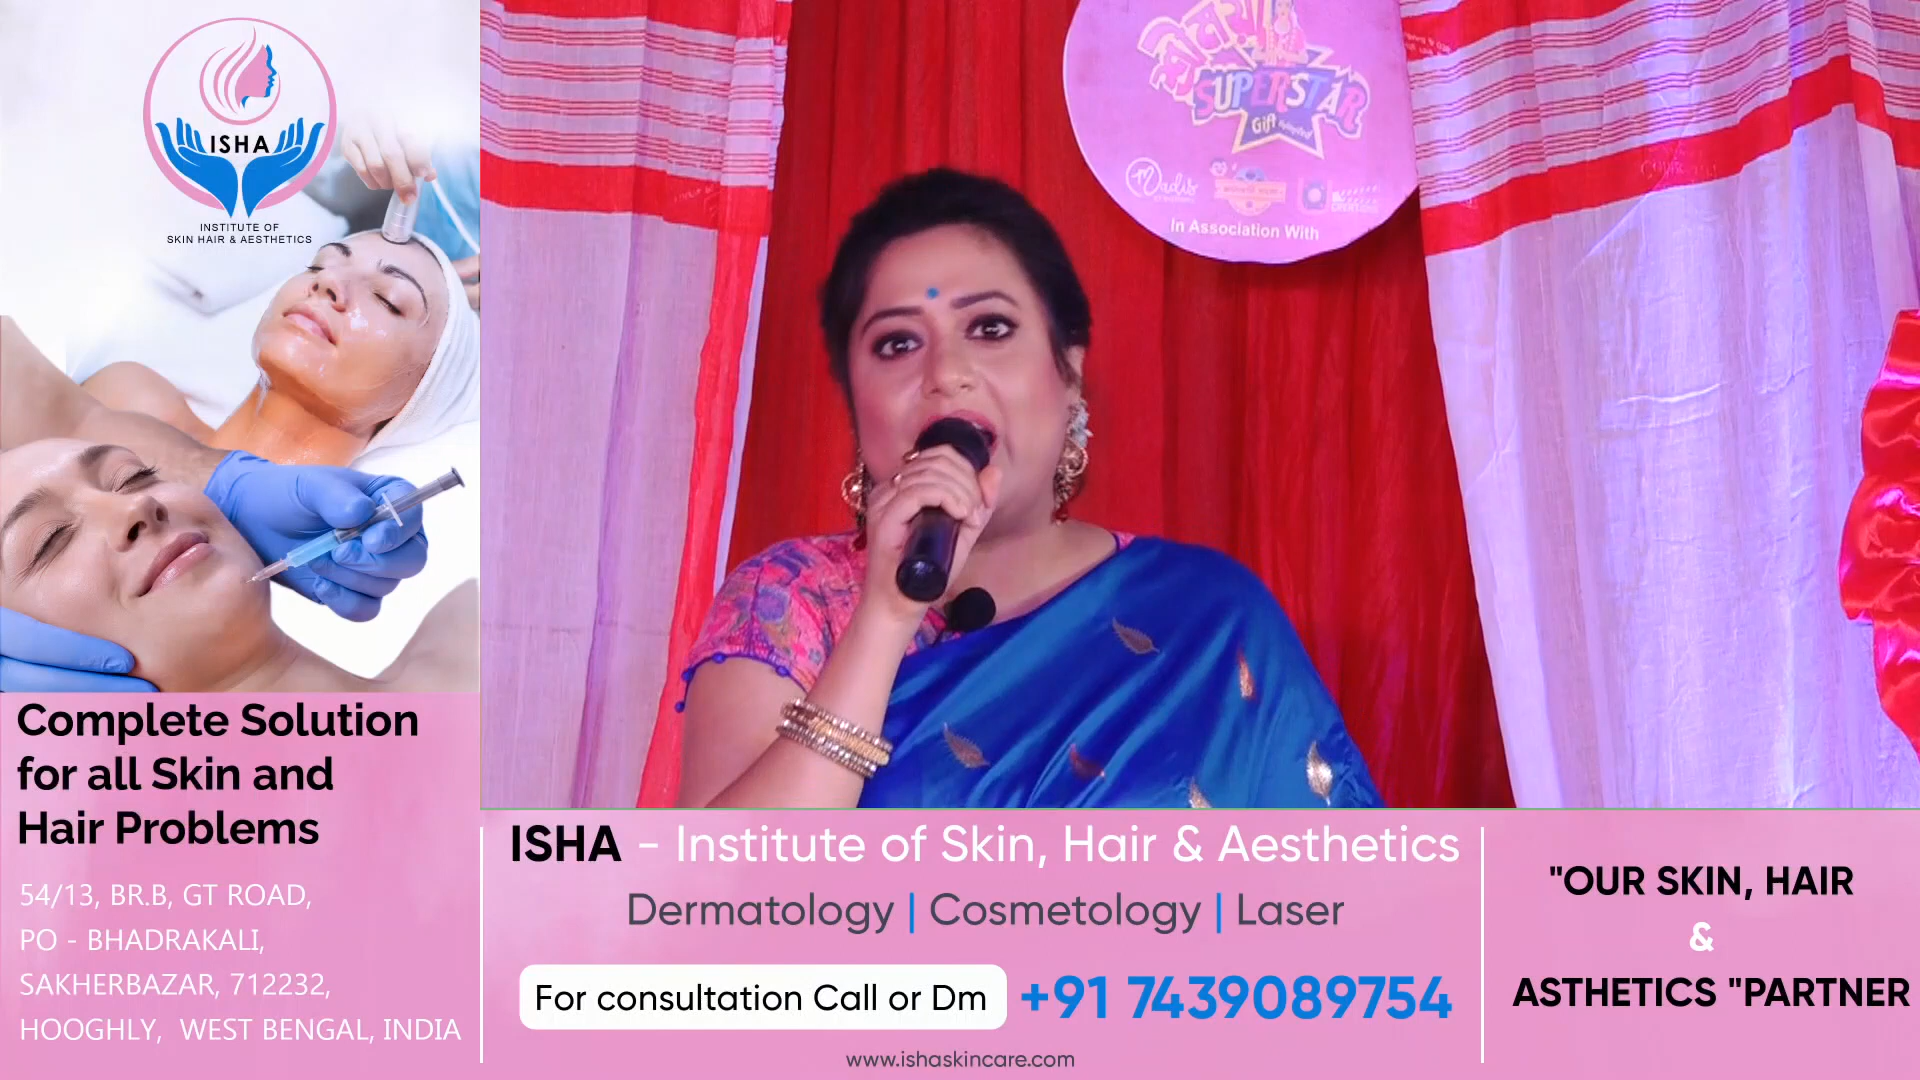 ISHA
INSTITUTE OF
SKIN HAIR & AESTHETICS
Complete Solution
for all Skin and
Hair Problems
54/13, BR.B, GT ROAD,
PO - BHADRAKALI,
SAKHERBAZAR, 712232,
HOOGHLY, WEST BENGAL, INDIA
SUPERSTAR
Gift
Madis
In Association With
ISHA - Institute of Skin, Hair & Aesthetics
Dermatology | Cosmetology | Laser
For consultation Call or Dm +91 7439089754
www.ishaskincare.com
"OUR SKIN, HAIR
&
ASTHETICS "PARTNER